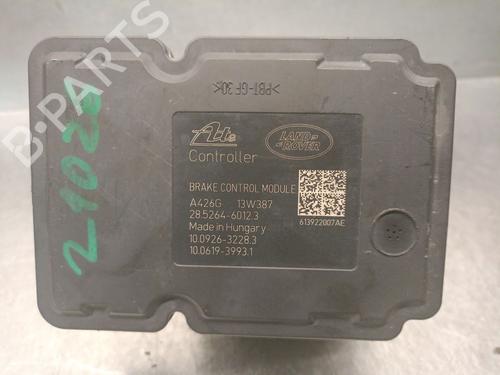 B-PARTS
21020
>PBT-GF30<
Ate
LAND
ROVER
Controller
BRAKE CONTROL MODULE
A426G 13W387
28.5264-6012.3
Made in Hungary
10.0926-3228.3
10.0619-3993.1
613922007AE